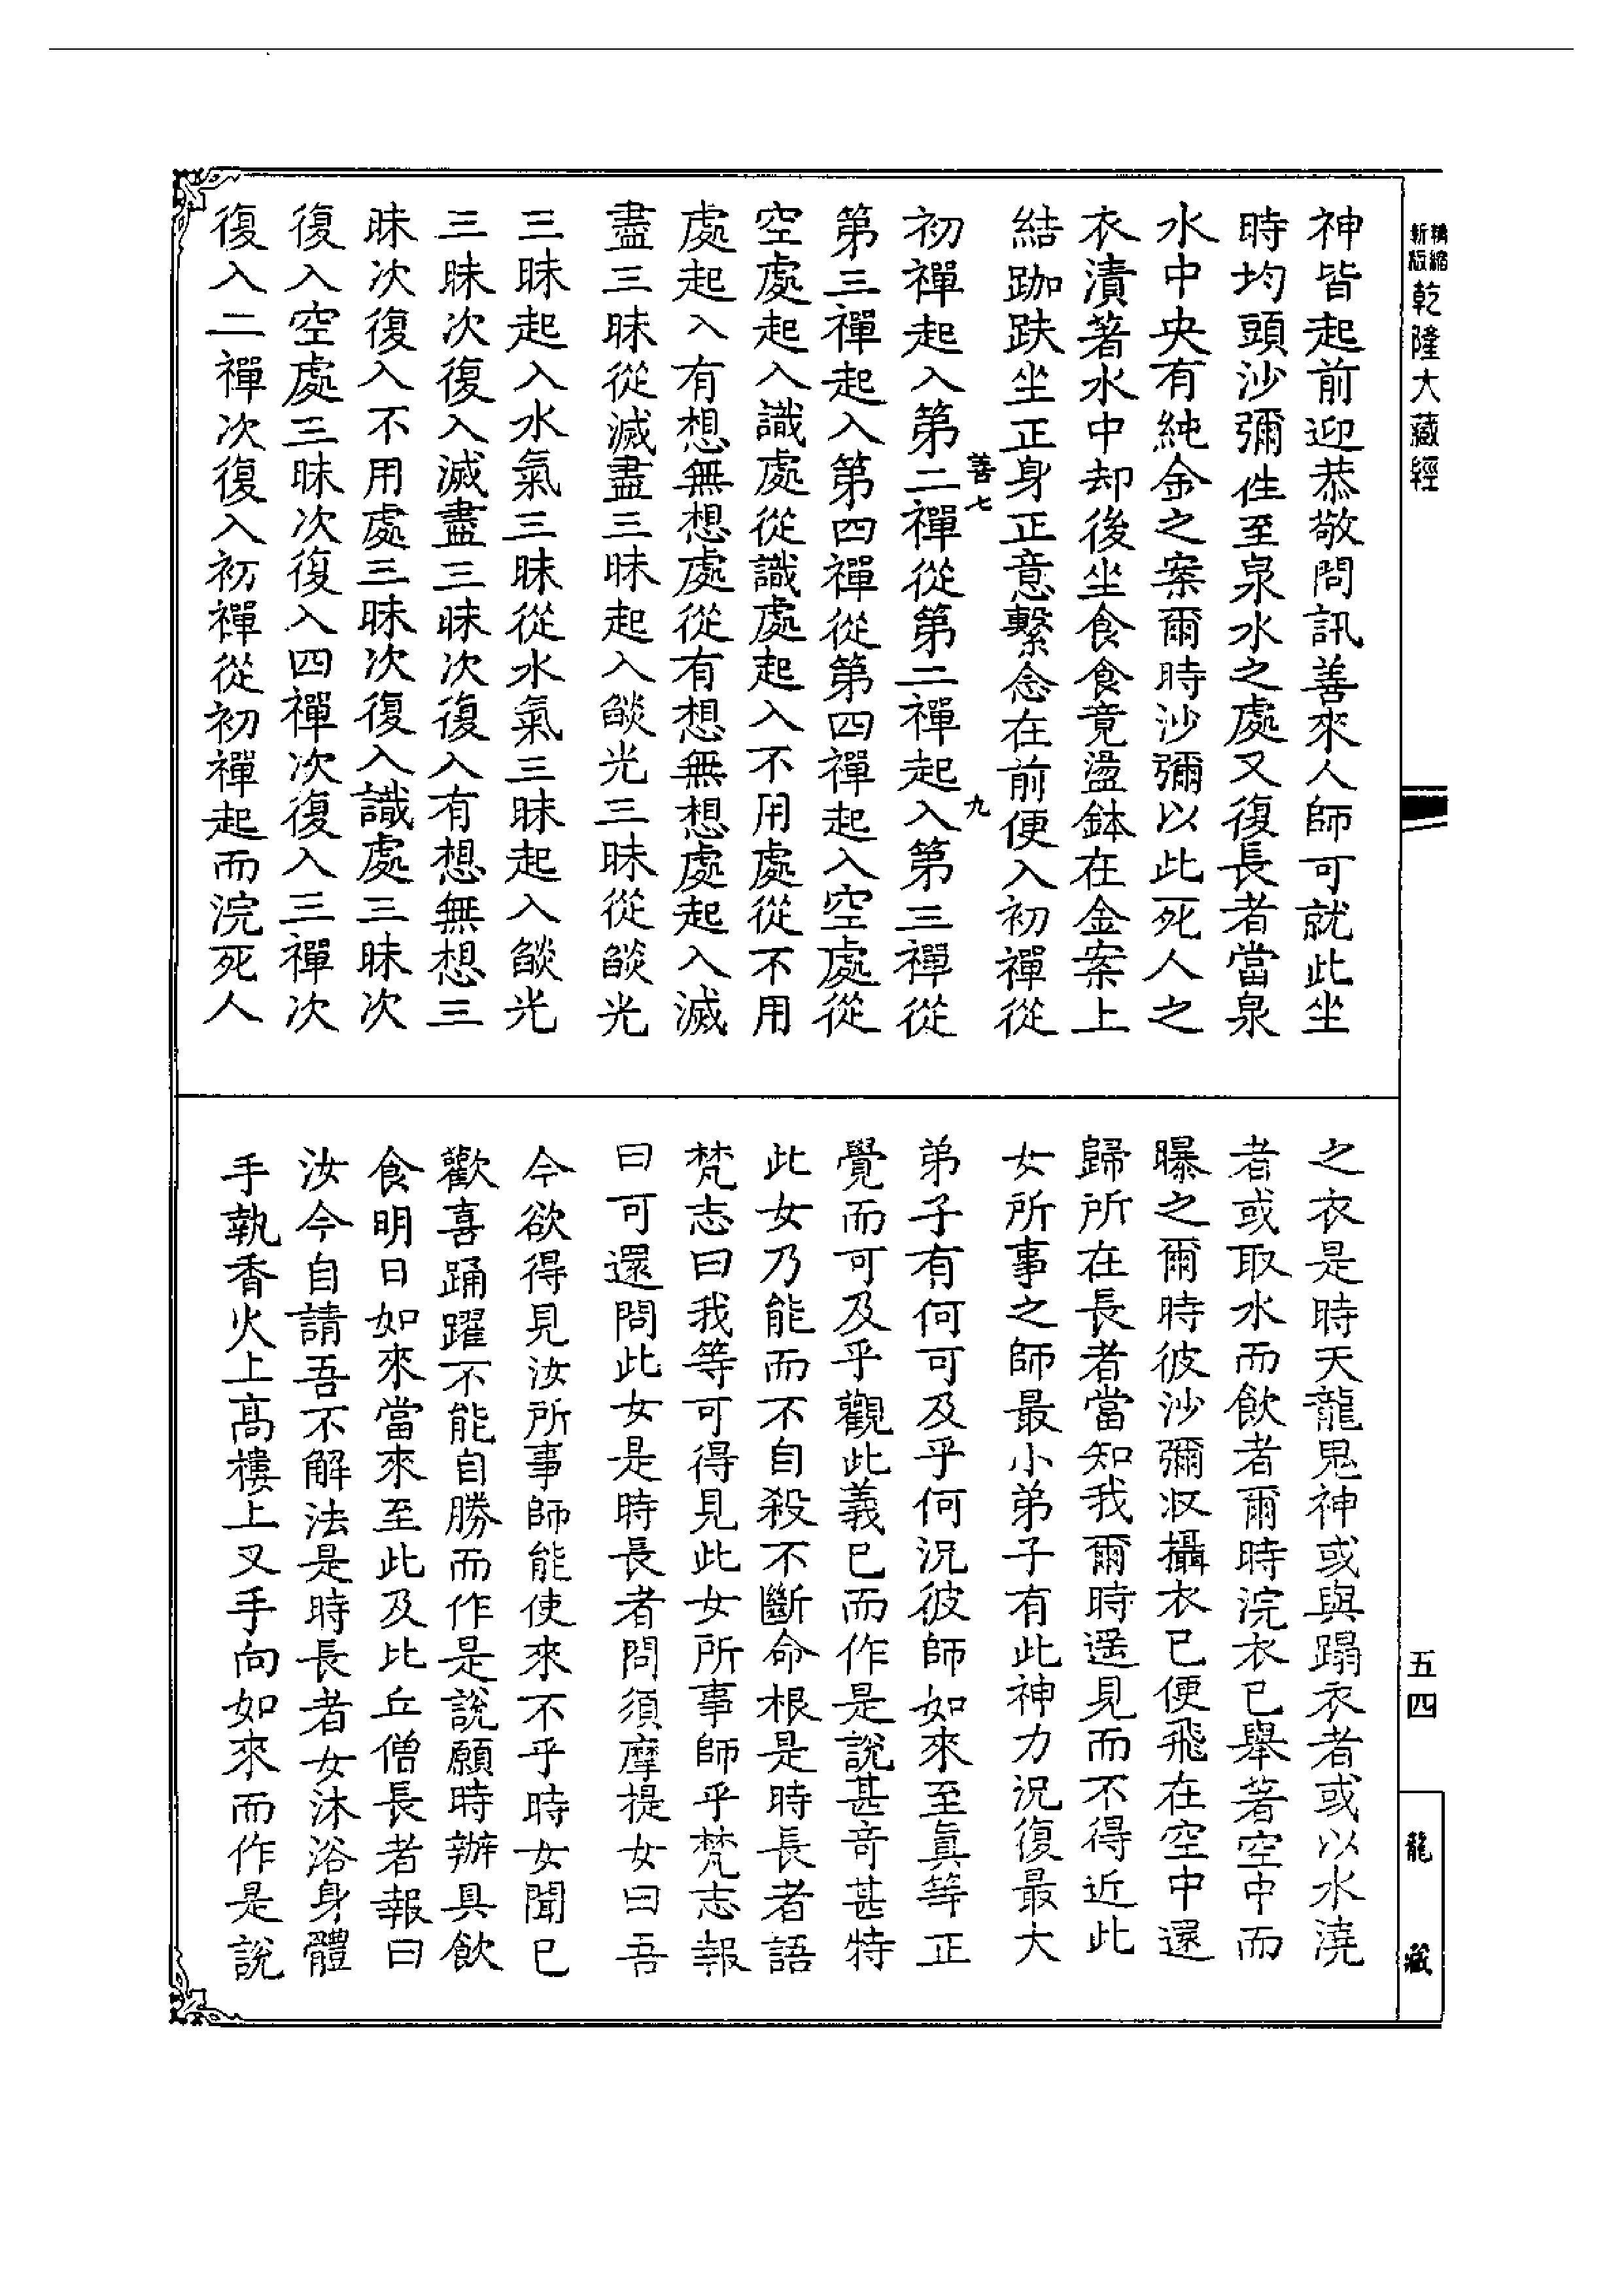 精縮
新版
乾隆大藏經
神皆起前迎恭敬問訊善來人師可就此坐
時均頭沙彌往至泉水之處又復長者當泉
水中央有純金之案爾時沙彌以此死人之
衣漬著水中却後坐食食竟盪鉢在金案上
結跏趺坐正身正意繫念在前便入初禪從
善七
九
初禪起入第二禪從第二禪起入第三禪從
第三禪起入第四禪從第四禪起入空處從
空處起入識處從識處起入不用處從不用
處起入有想無想處從有想無想處起入滅
盡三昧從滅盡三昧起入燄光三昧從燄光
三昧起入水氣三昧從水氣三昧起入燄光
三昧次復入滅盡三昧次復入有想無想三
昧次復入不用處三昧次復入識處三昧次
復入空處三昧次復入四禪次復入三禪次
復入二禪次復入初禪從初禪起而浣死人
之衣是時天龍鬼神或與蹋衣者或以水澆
者或取水而飲者爾時浣衣已舉著空中而
曝之爾時彼沙彌收攝衣已便飛在空中還
歸所在長者當知我爾時遥見而不得近此
女所事之師最小弟子有此神力況復最大
弟子有何可及乎何況彼師如來至眞等正
覺而可及乎觀此義已而作是說甚奇甚特
此女乃能而不自殺不斷命根是時長者語
梵志曰我等可得見此女所事師乎梵志報
曰可還問此女是時長者問須摩提女曰吾
今欲得見汝所事師能使來不乎時女聞已
歡喜踊躍不能自勝而作是說願時辦具飲
食明日如來當來至此及比丘僧長者報曰
汝今自請吾不解法是時長者女沐浴身體
手執香火上高樓上叉手向如來而作是說
五四
龍藏